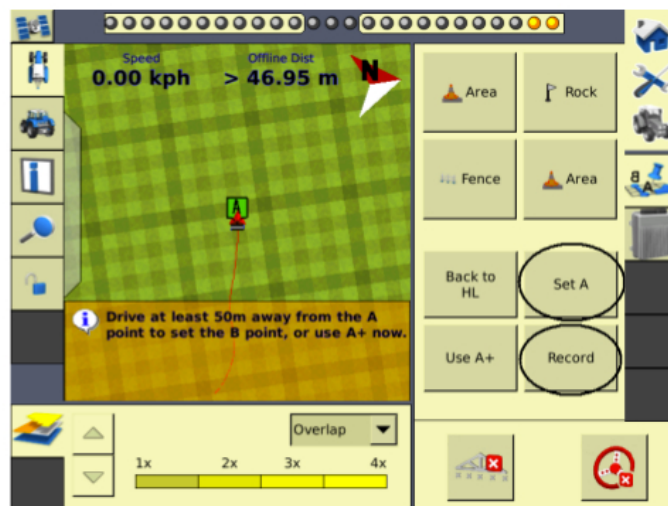 Speed
Offline Dist
0.00 kph
> 46.95 m
N
Area
Rock
Fence
Area
A
B
A
Back to
HL
Set A
Drive at least 50m away from the A
point to set the B point, or use A+ now.
Use A+
Record
Overlap
1x
2x
3x
4x